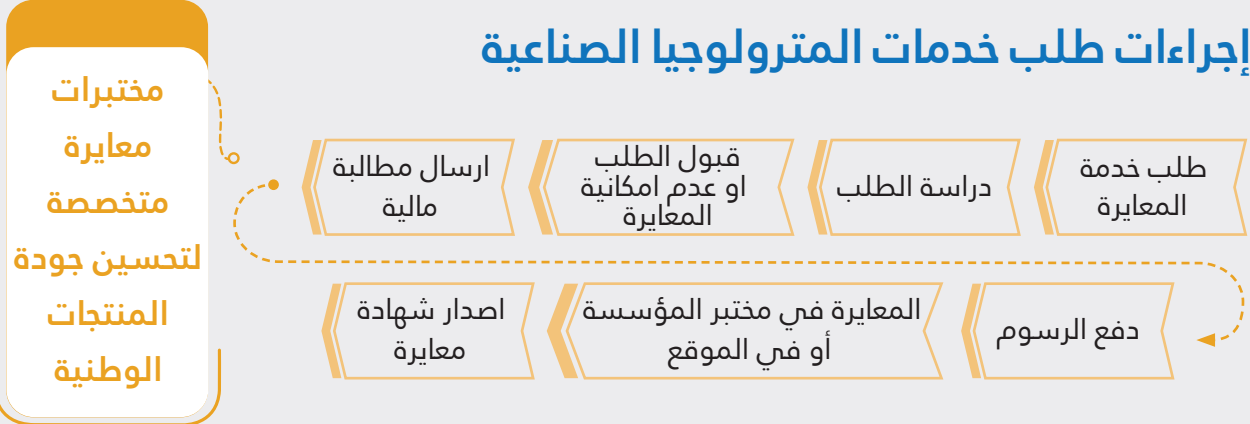 إجراءات طلب خدمات المترولوجيا الصناعية
طلب خدمة
المعايرة
دراسة الطلب
قبول الطلب
او عدم امكانية
المعايرة
ارسال مطالبة
مالية
دفع الرسوم
المعايرة في مختبر المؤسسة
أو في الموقع
اصدار شهادة
معايرة
مختبرات
معايرة
متخصصة
لتحسين جودة
المنتجات
الوطنية